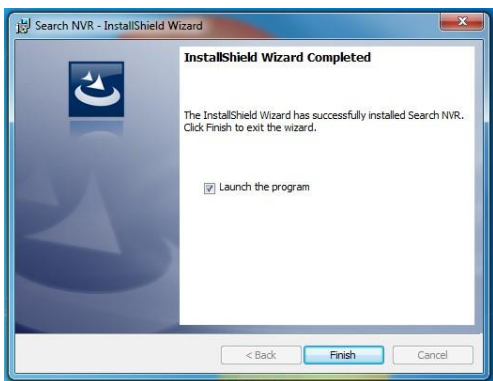 Search NVR - InstallShield Wizard
InstallShield Wizard Completed
The InstallShield Wizard has successfully installed Search NVR.
Click Finish to exit the wizard.
Launch the program
< Back
Finish
Cancel